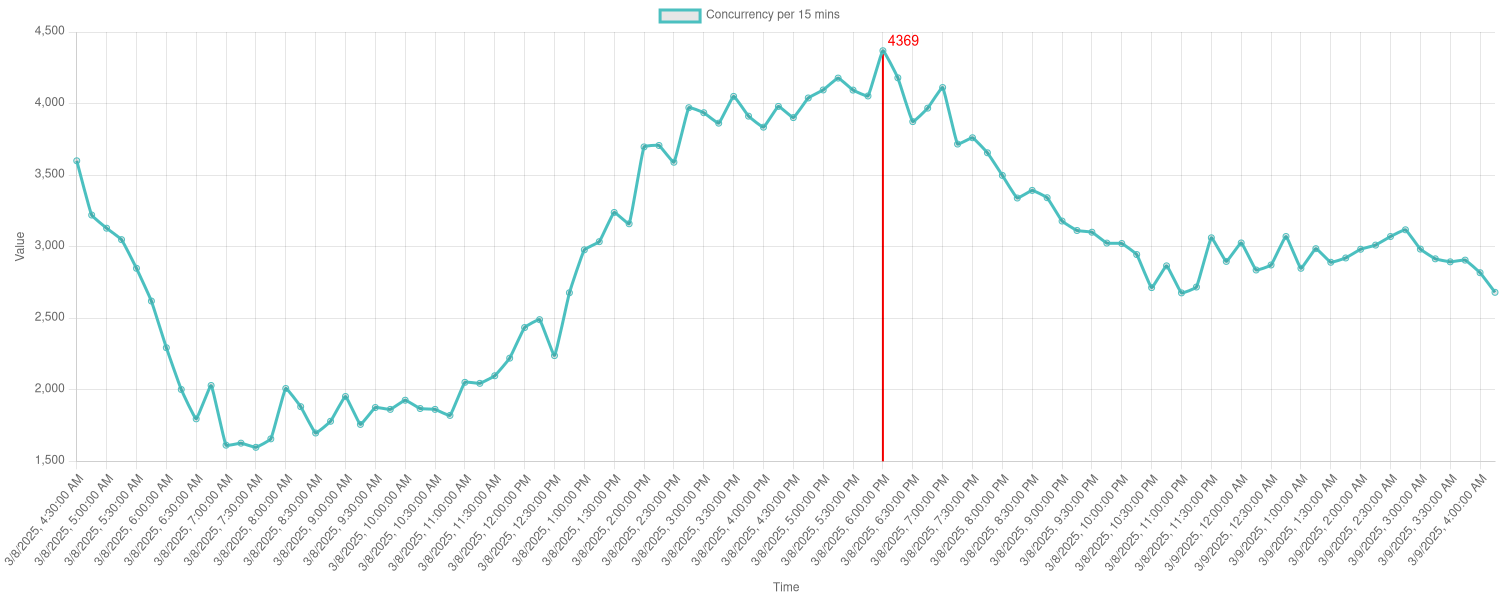 Concurrency per 15 mins
4,500
4369
4,000
3,500
3,000
Value
2,500
2,000
1,500
3/8/2025, 4:30:00 AM
3/8/2025, 5:00:00 AM
3/8/2025, 5:30:00 AM
3/8/2025, 6:00:00 AM
3/8/2025, 6:30:00 AM
3/8/2025, 7:00:00 AM
3/8/2025, 7:30:00 AM
3/8/2025, 8:00:00 AM
3/8/2025, 8:30:00 AM
3/8/2025, 9:00:00 AM
3/8/2025, 9:30:00 AM
3/8/2025, 10:00:00 AM
3/8/2025, 10:30:00 AM
3/8/2025, 11:00:00 AM
3/8/2025, 11:30:00 AM
3/8/2025, 12:00:00 PM
3/8/2025, 12:30:00 PM
3/8/2025, 1:00:00 PM
3/8/2025, 1:30:00 PM
3/8/2025, 2:00:00 PM
3/8/2025, 2:30:00 PM
3/8/2025, 3:00:00 PM
3/8/2025, 3:30:00 PM
3/8/2025, 4:00:00 PM
3/8/2025, 4:30:00 PM
3/8/2025, 5:00:00 PM
3/8/2025, 5:30:00 PM
3/8/2025, 6:00:00 PM
3/8/2025, 6:30:00 PM
3/8/2025, 7:00:00 PM
3/8/2025, 7:30:00 PM
3/8/2025, 8:00:00 PM
3/8/2025, 8:30:00 PM
3/8/2025, 9:00:00 PM
3/8/2025, 9:30:00 PM
3/8/2025, 10:00:00 PM
3/8/2025, 10:30:00 PM
3/8/2025, 11:00:00 PM
3/8/2025, 11:30:00 PM
3/9/2025, 12:00:00 AM
3/9/2025, 12:30:00 AM
3/9/2025, 1:00:00 AM
3/9/2025, 1:30:00 AM
3/9/2025, 2:00:00 AM
3/9/2025, 2:30:00 AM
3/9/2025, 3:00:00 AM
3/9/2025, 3:30:00 AM
3/9/2025, 4:00:00 AM
Time